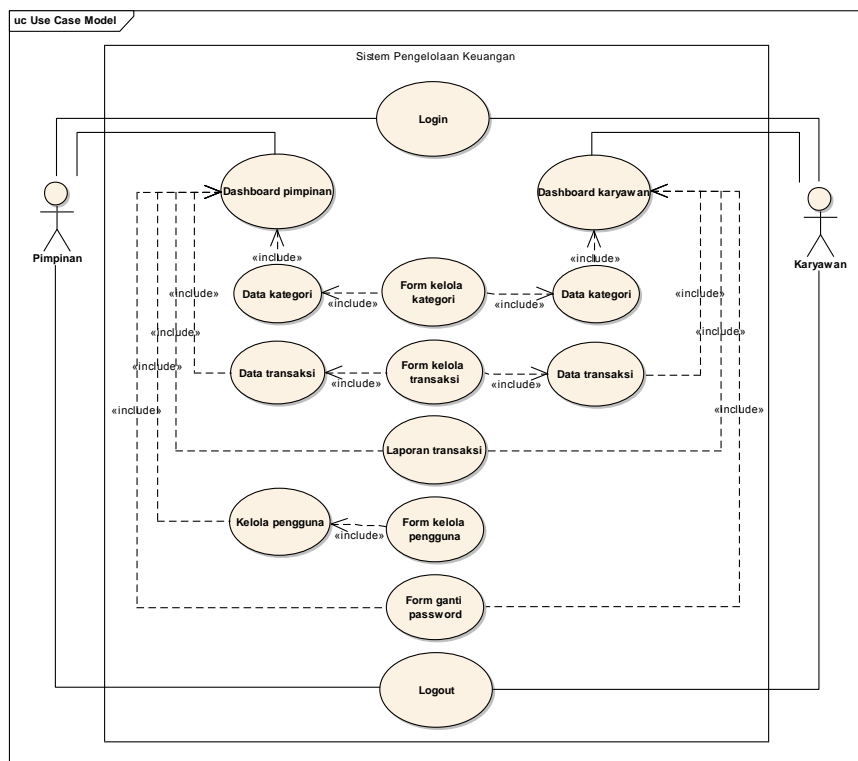 uc Use Case Model
Sistem Pengelolaan Keuangan
Login
Dashboard pimpinan
Dashboard karyawan
Pimpinan
Karyawan
«include»
«include»
Data kategori
Form kelola
kategori
Data kategori
«include»
«include»
«include»
«include»
Data transaksi
Form kelola
transaksi
Data transaksi
«include»
«include»
«include»
«include»
«include»
«include»
Laporan transaksi
Kelola pengguna
Form kelola
pengguna
«include»
Form ganti
password
Logout